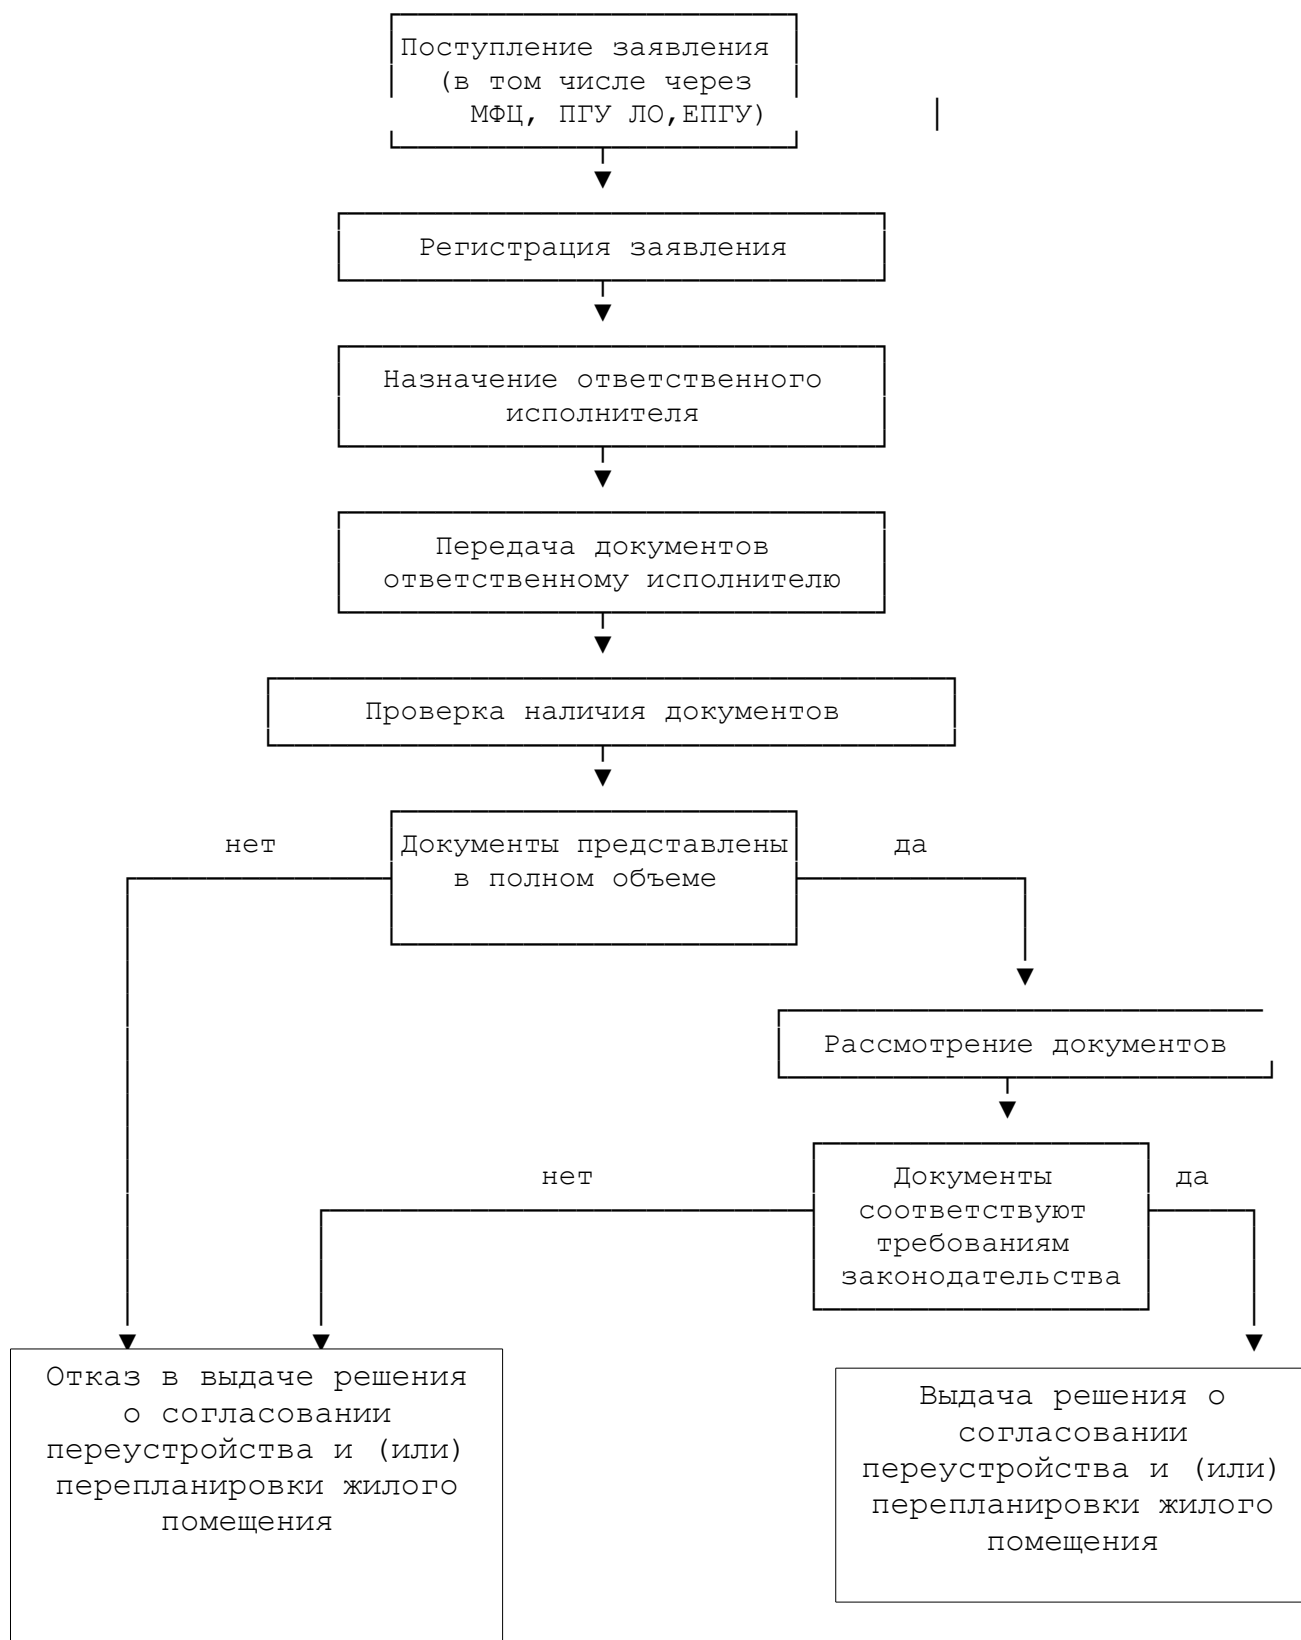 Поступление заявления
(в том числе через
МФЦ, ПГУ ЛО,ЕПГУ)
Регистрация заявления
Назначение ответственного
исполнителя
Передача документов
ответственному исполнителю
Проверка наличия документов
нет
Документы представлены
в полном объеме
да
Рассмотрение документов
нет
Документы
соответствуют
требованиям
законодательства
да
Отказ в выдаче решения
о согласовании
переустройства и (или)
перепланировки жилого
помещения
Выдача решения о
согласовании
переустройства и (или)
перепланировки жилого
помещения